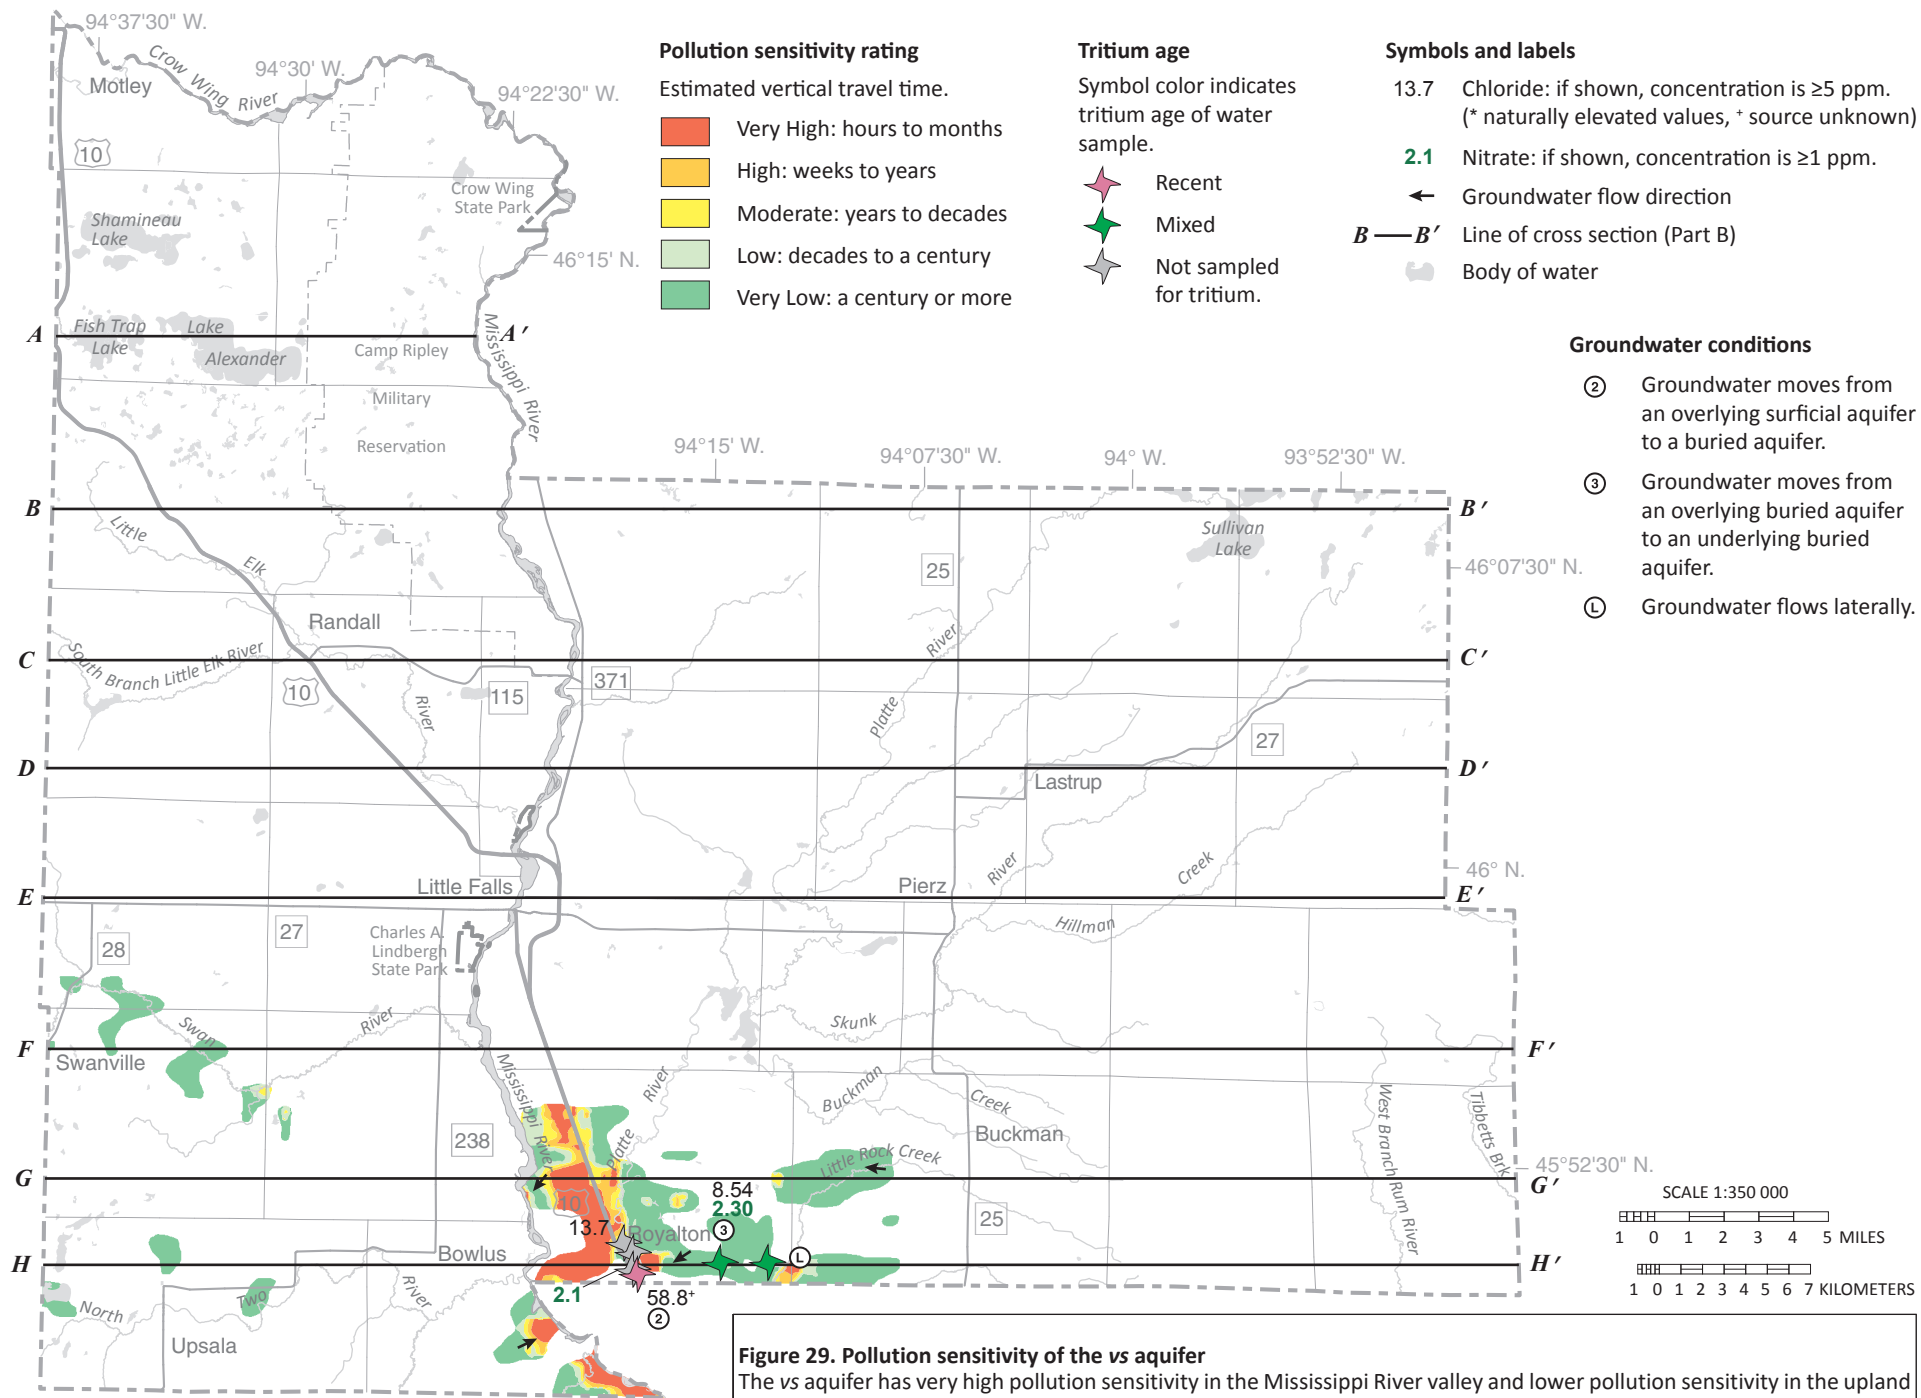 94°37'30" W.
Motley
Crow Wing
River
94°30' W.
94°22'30" W.
10
Crow Wing
State Park
Shamineau
Lake
46°15' N.
Pollution sensitivity rating
Estimated vertical travel time.
Very High: hours to months
High: weeks to years
Moderate: years to decades
Low: decades to a century
Very Low: a century or more
Tritium age
Symbol color indicates
tritium age of water
sample.
Recent
Mixed
Not sampled
for tritium.
Symbols and labels
13.7 Chloride: if shown, concentration is ≥5 ppm.
(* naturally elevated values, + source unknown)
2.1 Nitrate: if shown, concentration is ≥1 ppm.
Groundwater flow direction
B — B′ Line of cross section (Part B)
Body of water
Groundwater conditions
2 Groundwater moves from
an overlying surficial aquifer
to a buried aquifer.
3 Groundwater moves from
an overlying buried aquifer
to an underlying buried
aquifer.
L Groundwater flows laterally.
A
Fish Trap
Lake
Lake
Alexander
Camp Ripley
Military
Reservation
A′
Mississippi River
94°15' W.
94°07'30" W.
94° W.
93°52'30" W.
B
B′
Little
Elk
Sullivan
Lake
25
46°07'30" N.
Randall
River
C
South Branch Little Elk River
C′
10
River
115
371
Platte
27
D
Lastrup
D′
46° N.
Little Falls
Pierz
River
Creek
E
E′
28
27
Charles A.
Lindbergh
State Park
Hillman
Swan
River
Skunk
F
Swanville
F′
Mississippi River
River
Buckman
Creek
Buckman
West Branch Rum River
Tibbetts Brk
238
Platte
Little Rock Creek
45°52'30" N.
G
G′
10
8.54
2.30
3
13.7
Royalton
25
SCALE 1:350 000
1 0 1 2 3 4 5 MILES
1 0 1 2 3 4 5 6 7 KILOMETERS
H
Bowlus
L
H′
2.1
58.8+
2
North
Two
River
Upsala
Figure 29. Pollution sensitivity of the vs aquifer
The vs aquifer has very high pollution sensitivity in the Mississippi River valley and lower pollution sensitivity in the upland